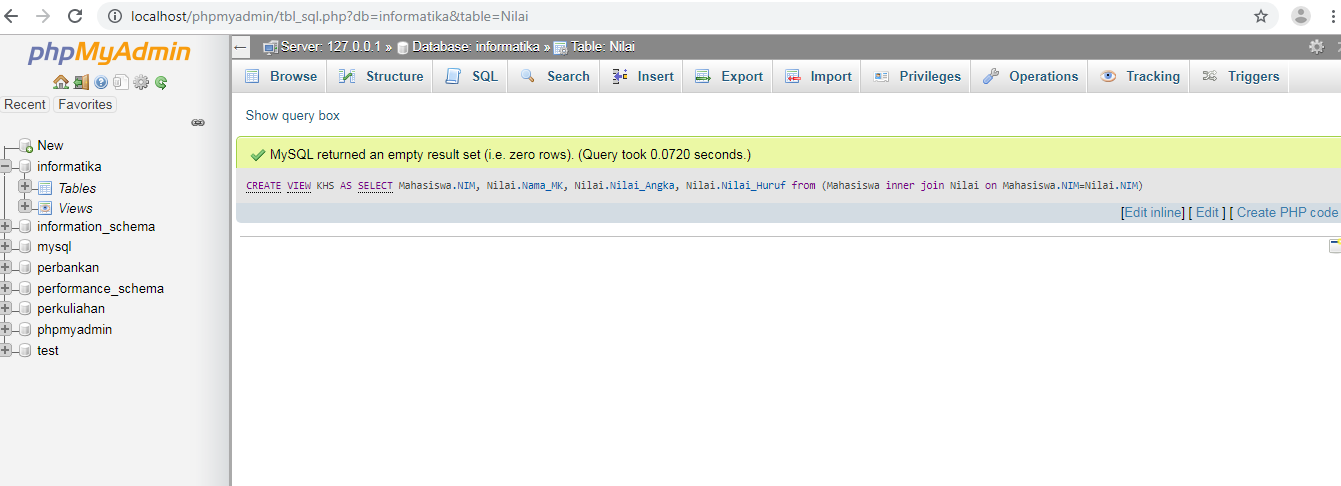 localhost/phpmyadmin/tbl_sql.php?db=informatika&table=Nilai
phpMyAdmin
Recent Favorites
New
informatika
Tables
Views
information_schema
mysql
perbankan
performance_schema
perkuliahan
phpmyadmin
test
Server: 127.0.0.1 » Database: informatika » Table: Nilai
Browse Structure SQL Search Insert Export Import Privileges Operations Tracking Triggers
Show query box
MySQL returned an empty result set (i.e. zero rows). (Query took 0.0720 seconds.)
CREATE VIEW KHS AS SELECT Mahasiswa.NIM, Nilai.Nama_MK, Nilai.Nilai_Angka, Nilai.Nilai_Huruf from (Mahasiswa inner join Nilai on Mahasiswa.NIM=Nilai.NIM)
[Edit inline] [ Edit ] [ Create PHP code